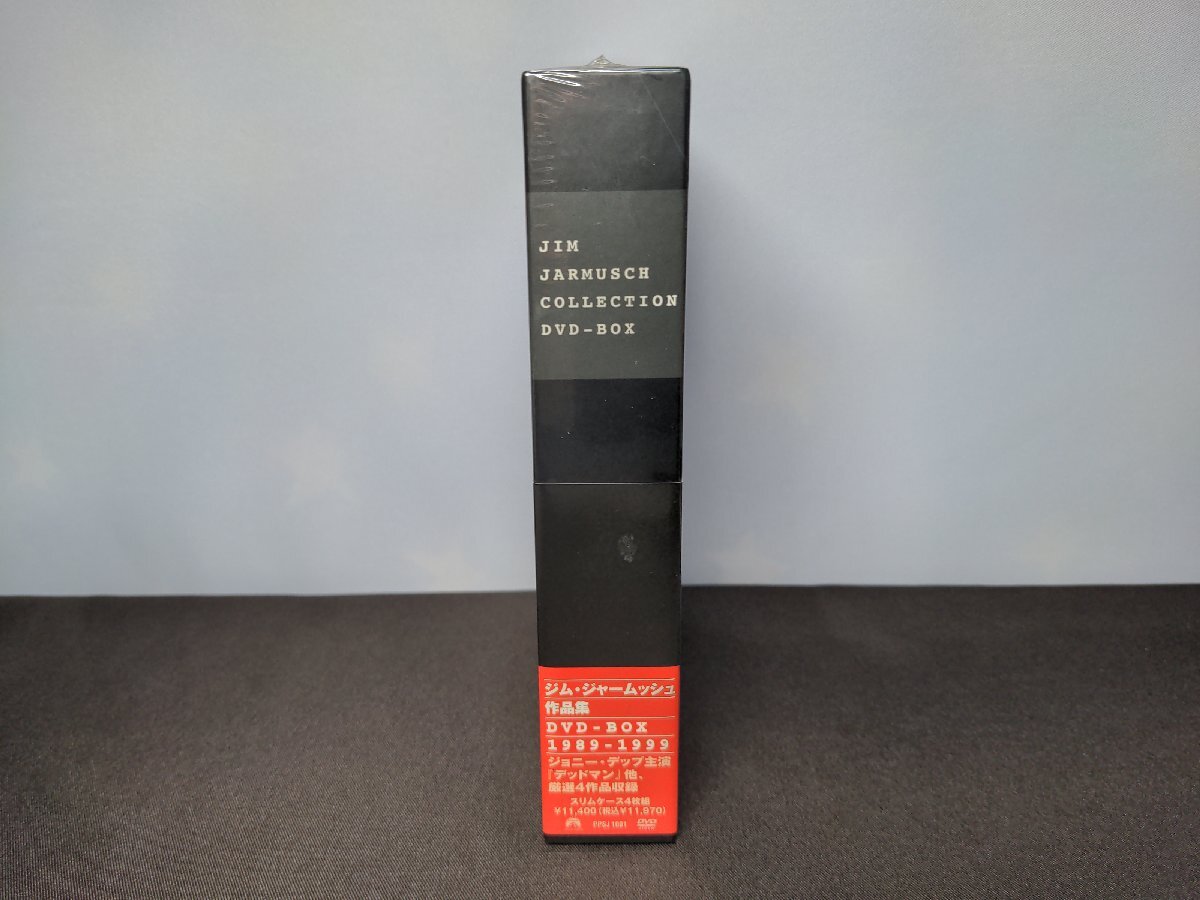 JIM
JARMUSCH
COLLECTION
DVD-BOX
ジム・ジャームッシュ
作品集
DVD-BOX
1989-1999
ジョニー・デップ主演
『デッドマン』他、
厳選4作品収録
スリムケース4枚組
¥11,400(税込¥11,970)
DVD